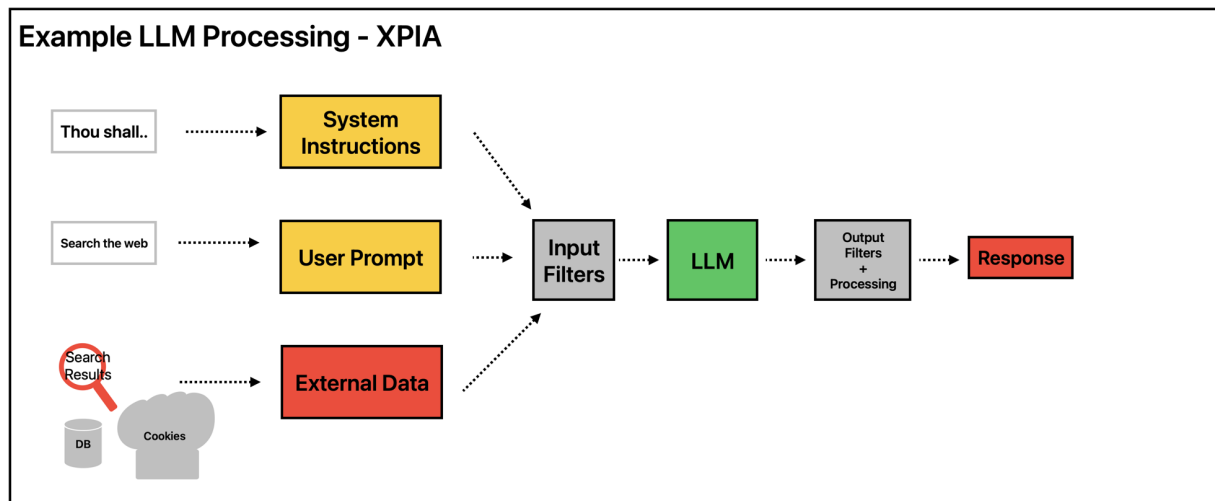 Example LLM Processing - XPIA
Thou shall..
System
Instructions
Search the web
User Prompt
Input
Filters
LLM
Output
Filters
+
Processing
Response
Search
Results
External Data
DB
Cookies